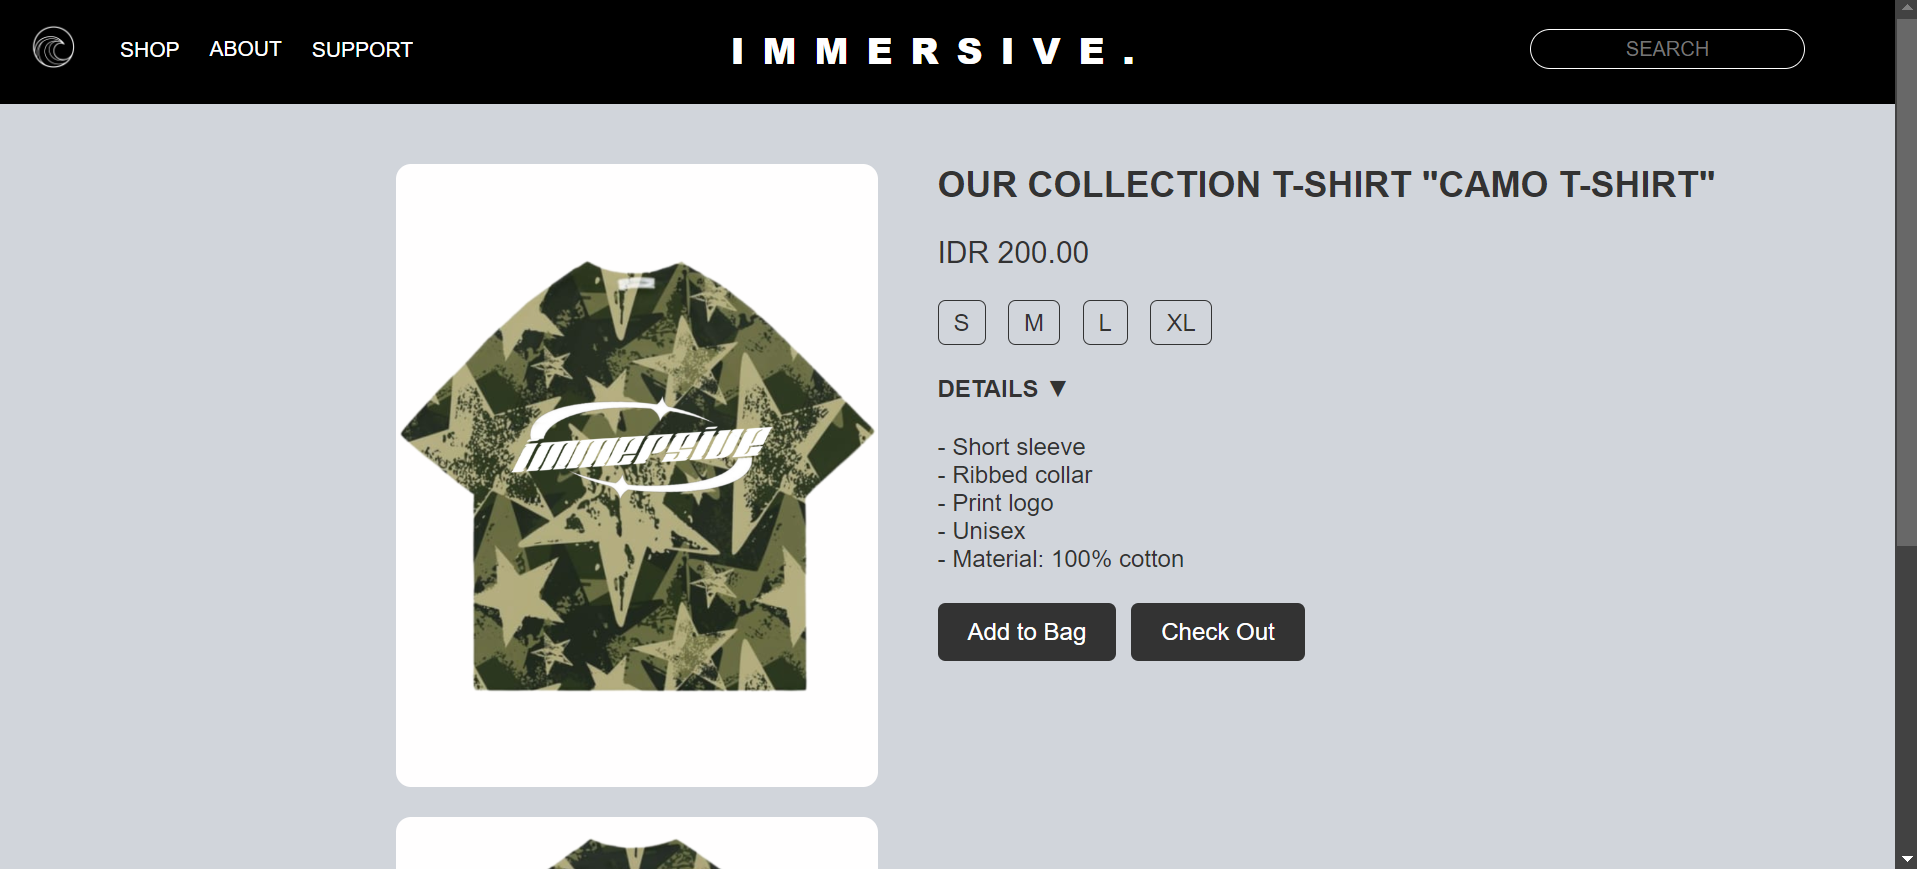 SHOP ABOUT SUPPORT
IMMERSIVE.
SEARCH
OUR COLLECTION T-SHIRT "CAMO T-SHIRT"
IDR 200.00
S M L XL
DETAILS ▼
- Short sleeve
- Ribbed collar
- Print logo
- Unisex
- Material: 100% cotton
Add to Bag Check Out
immersive